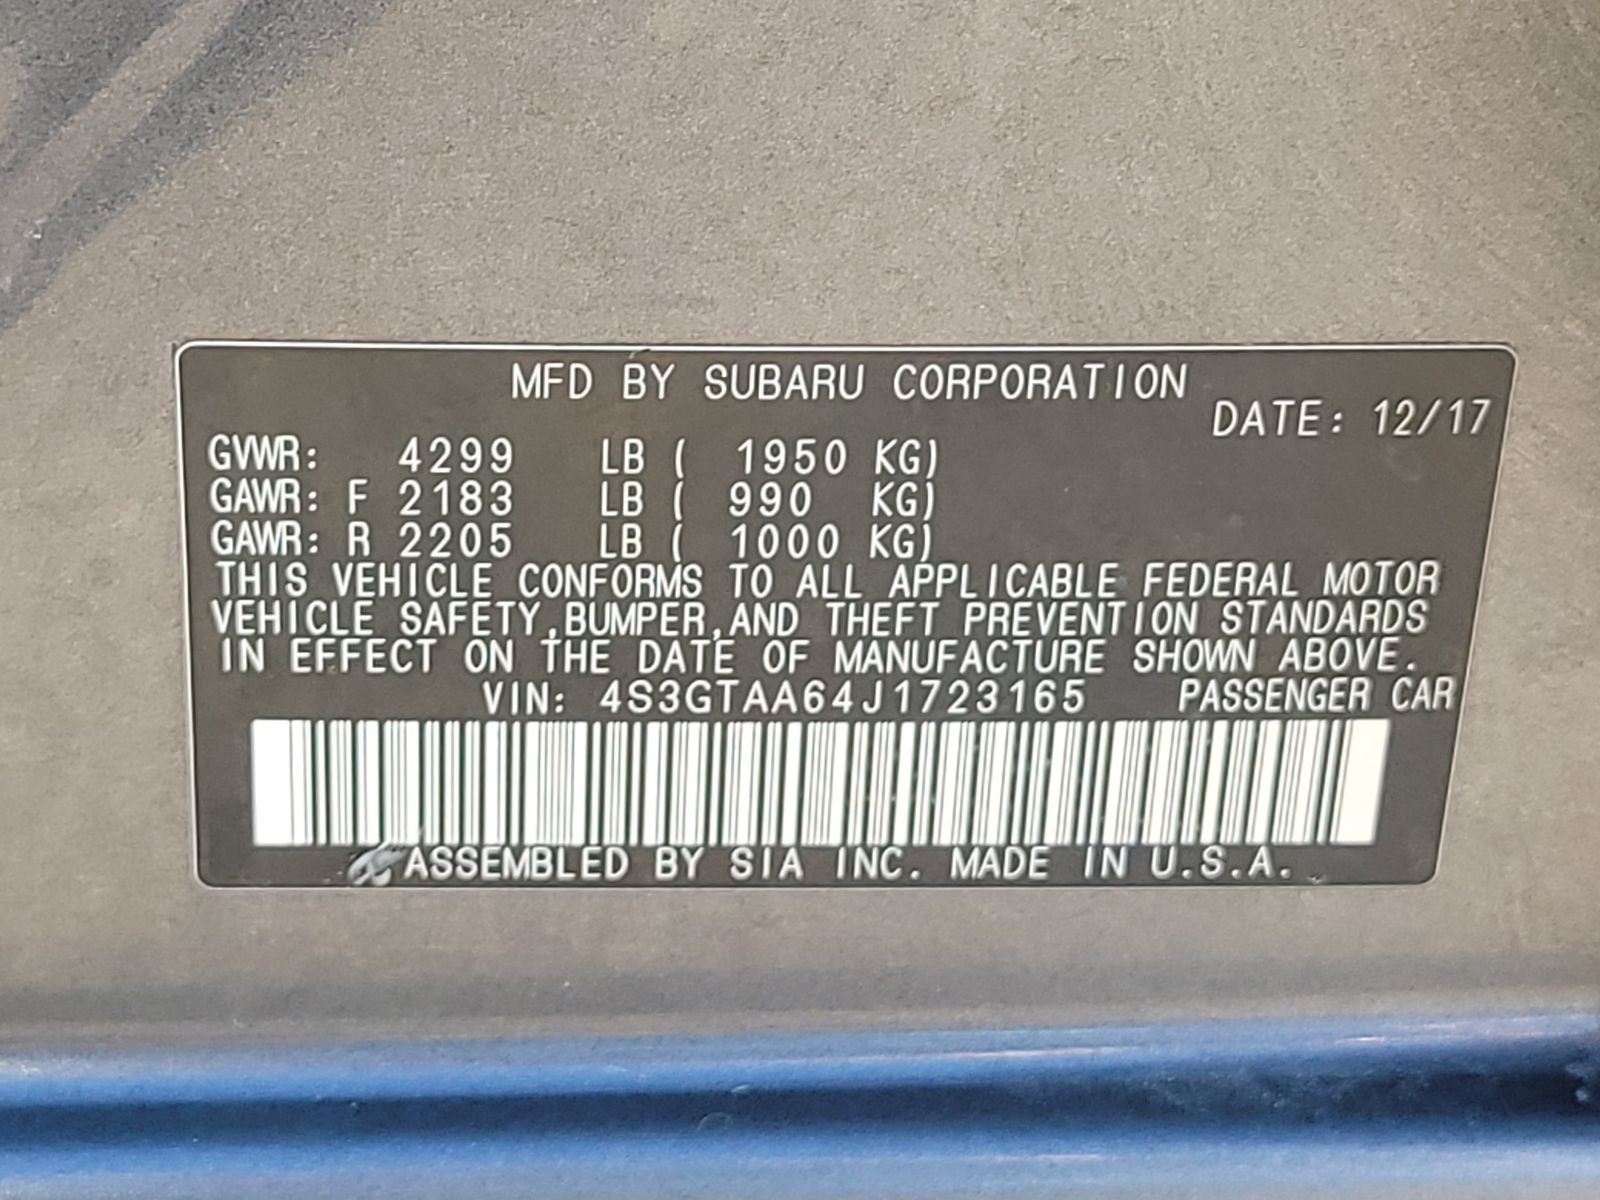 MFD BY SUBARU CORPORATION
DATE: 12/17
GVWR: 4299 LB ( 1950 KG)
GAWR: F 2183 LB ( 990 KG)
GAWR: R 2205 LB ( 1000 KG)
THIS VEHICLE CONFORMS TO ALL APPLICABLE FEDERAL MOTOR
VEHICLE SAFETY,BUMPER,AND THEFT PREVENTION STANDARDS
IN EFFECT ON THE DATE OF MANUFACTURE SHOWN ABOVE.
VIN: 4S3GTAA64J1723165 PASSENGER CAR
ASSEMBLED BY SIA INC. MADE IN U.S.A.